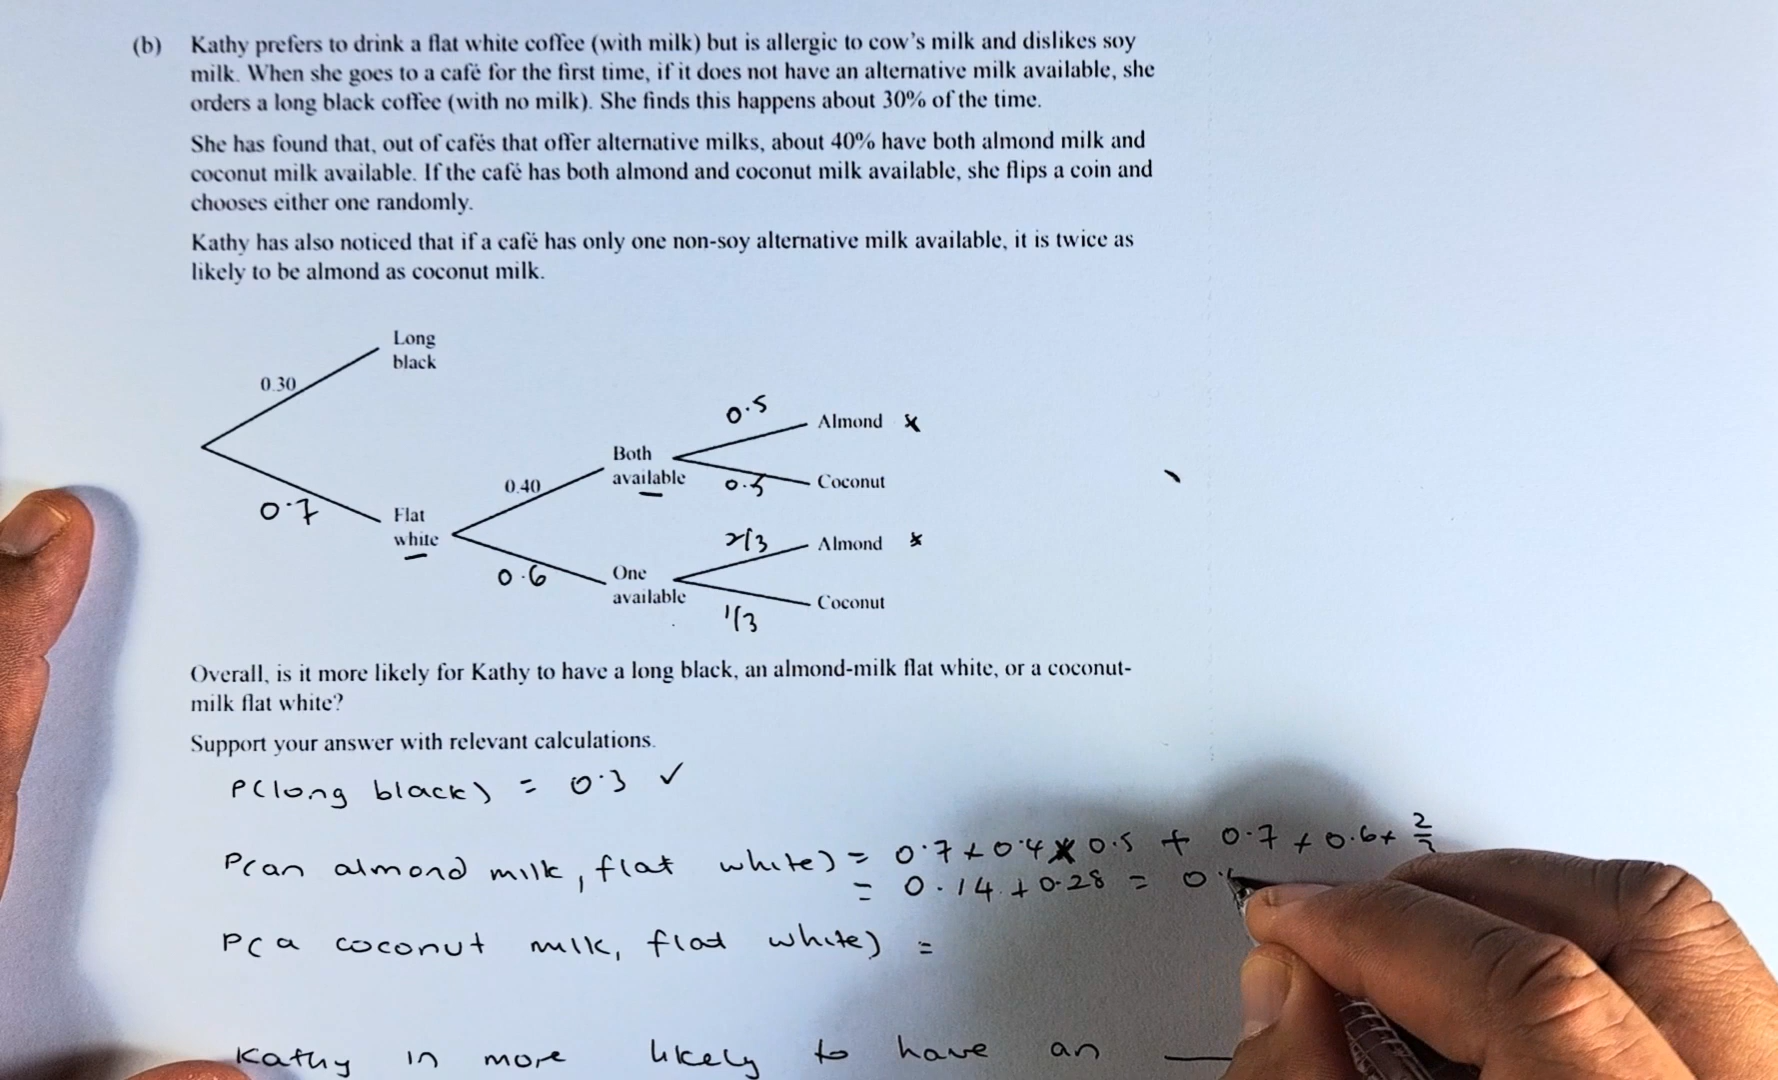 (b) Kathy prefers to drink a flat white coffee (with milk) but is allergic to cow's milk and dislikes soy
milk. When she goes to a café for the first time, if it does not have an alternative milk available, she
orders a long black coffee (with no milk). She finds this happens about 30% of the time.
She has found that, out of cafés that offer alternative milks, about 40% have both almond milk and
coconut milk available. If the café has both almond and coconut milk available, she flips a coin and
chooses either one randomly.
Kathy has also noticed that if a café has only one non-soy alternative milk available, it is twice as
likely to be almond as coconut milk.
Long
black
0.30
0.7
Flat
white
0.40
0.6
Both
available
One
available
0.5
Almond
0.5
Coconut
2/3
Almond
1/3
Coconut
Overall, is it more likely for Kathy to have a long black, an almond-milk flat white, or a coconut-
milk flat white?
Support your answer with relevant calculations.
P(long black) = 0.3 ✓
P(an almond milk, flat white) = 0.7 × 0.4 × 0.5 + 0.7 × 0.6 ×
= 0.14 + 0.28 =
P(a coconut milk, flat white) =
Kathy in more likely to have an